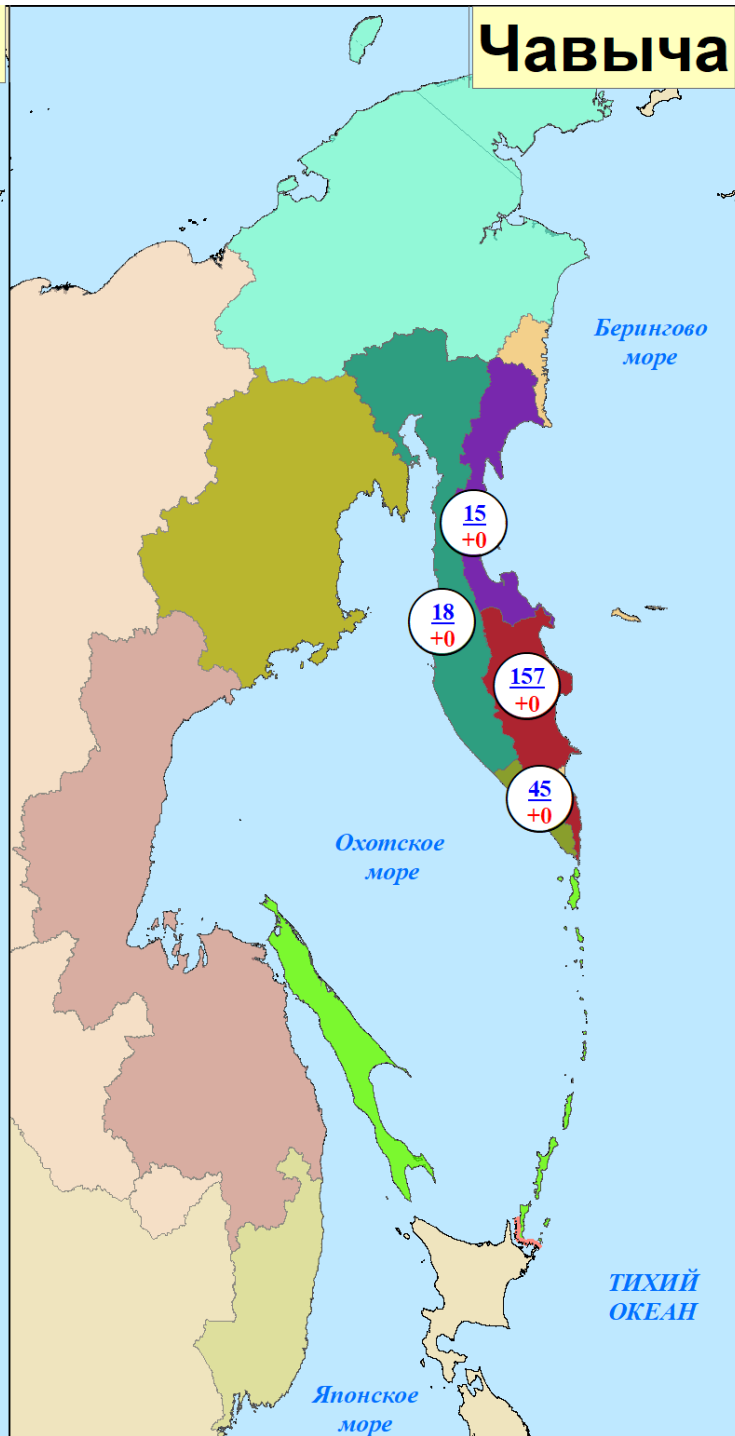 Чавыча
Берингово
море
15
+0
18
+0
157
+0
45
+0
Охотское
море
ТИХИЙ
ОКЕАН
Японское
море